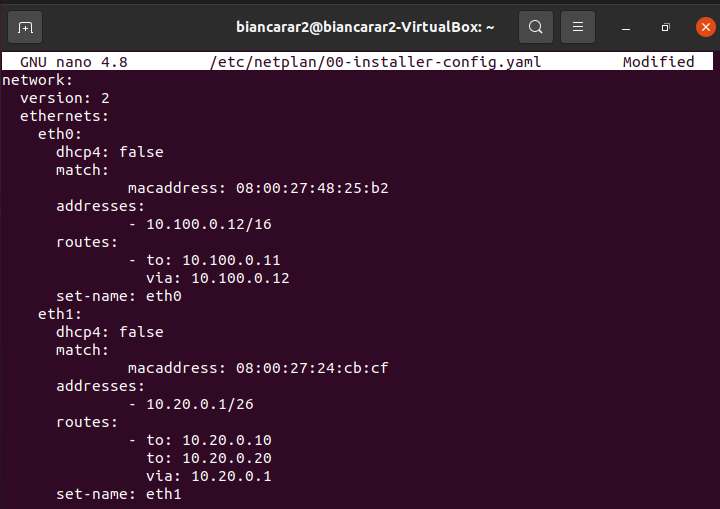 biancarar2@biancarar2-VirtualBox: ~
GNU nano 4.8 /etc/netplan/00-installer-config.yaml Modified
network:
  version: 2
  ethernets:
    eth0:
      dhcp4: false
      match:
              macaddress: 08:00:27:48:25:b2
      addresses:
              - 10.100.0.12/16
      routes:
              - to: 10.100.0.11
                via: 10.100.0.12
      set-name: eth0
    eth1:
      dhcp4: false
      match:
              macaddress: 08:00:27:24:cb:cf
      addresses:
              - 10.20.0.1/26
      routes:
              - to: 10.20.0.10
                to: 10.20.0.20
                via: 10.20.0.1
      set-name: eth1